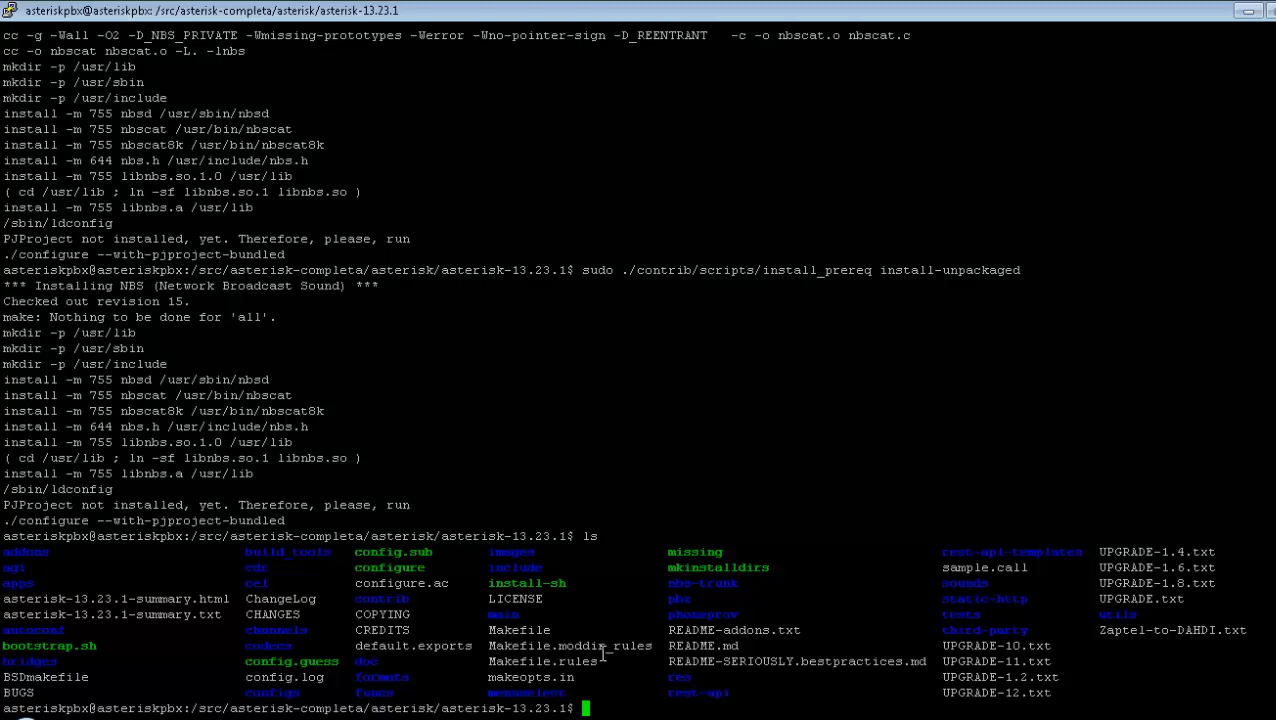 asteriskpbx@asteriskpbx: /src/asterisk-completa/asterisk/asterisk-13.23.1
cc -g -Wall -O2 -D_NBS_PRIVATE -Wmissing-prototypes -Werror -Wno-pointer-sign -D_REENTRANT   -c -o nbscat.o nbscat.c
cc -o nbscat nbscat.o -L. -lnbs
mkdir -p /usr/lib
mkdir -p /usr/sbin
mkdir -p /usr/include
install -m 755 nbsd /usr/sbin/nbsd
install -m 755 nbscat /usr/bin/nbscat
install -m 755 nbscat8k /usr/bin/nbscat8k
install -m 644 nbs.h /usr/include/nbs.h
install -m 755 libnbs.so.1.0 /usr/lib
( cd /usr/lib ; ln -sf libnbs.so.1 libnbs.so )
install -m 755 libnbs.a /usr/lib
/sbin/ldconfig
PJProject not installed, yet. Therefore, please, run
./configure --with-pjproject-bundled
asteriskpbx@asteriskpbx:/src/asterisk-completa/asterisk/asterisk-13.23.1$ sudo ./contrib/scripts/install_prereq install-unpackaged
*** Installing NBS (Network Broadcast Sound) ***
Checked out revision 15.
make: Nothing to be done for 'all'.
mkdir -p /usr/lib
mkdir -p /usr/sbin
mkdir -p /usr/include
install -m 755 nbsd /usr/sbin/nbsd
install -m 755 nbscat /usr/bin/nbscat
install -m 755 nbscat8k /usr/bin/nbscat8k
install -m 644 nbs.h /usr/include/nbs.h
install -m 755 libnbs.so.1.0 /usr/lib
( cd /usr/lib ; ln -sf libnbs.so.1 libnbs.so )
install -m 755 libnbs.a /usr/lib
/sbin/ldconfig
PJProject not installed, yet. Therefore, please, run
./configure --with-pjproject-bundled
asteriskpbx@asteriskpbx:/src/asterisk-completa/asterisk/asterisk-13.23.1$ ls
addons build_tools config.sub images missing rest-api-templates UPGRADE-1.4.txt
agi cdr configure include mkinstalldirs sample.call UPGRADE-1.6.txt
apps cel configure.ac install-sh nbs-trunk sounds UPGRADE-1.8.txt
asterisk-13.23.1-summary.html ChangeLog contrib LICENSE pbx static-http UPGRADE.txt
asterisk-13.23.1-summary.txt CHANGES COPYING main phoneprov tests utils
autoconf channels CREDITS Makefile README-addons.txt third-party Zaptel-to-DAHDI.txt
bootstrap.sh codecs default.exports Makefile.moddir_rules README.md UPGRADE-10.txt
bridges config.guess doc Makefile.rules README-SERIOUSLY.bestpractices.md UPGRADE-11.txt
BSDmakefile config.log formats makeopts.in res UPGRADE-1.2.txt
BUGS configs funcs menuselect rest-api UPGRADE-12.txt
asteriskpbx@asteriskpbx:/src/asterisk-completa/asterisk/asterisk-13.23.1$